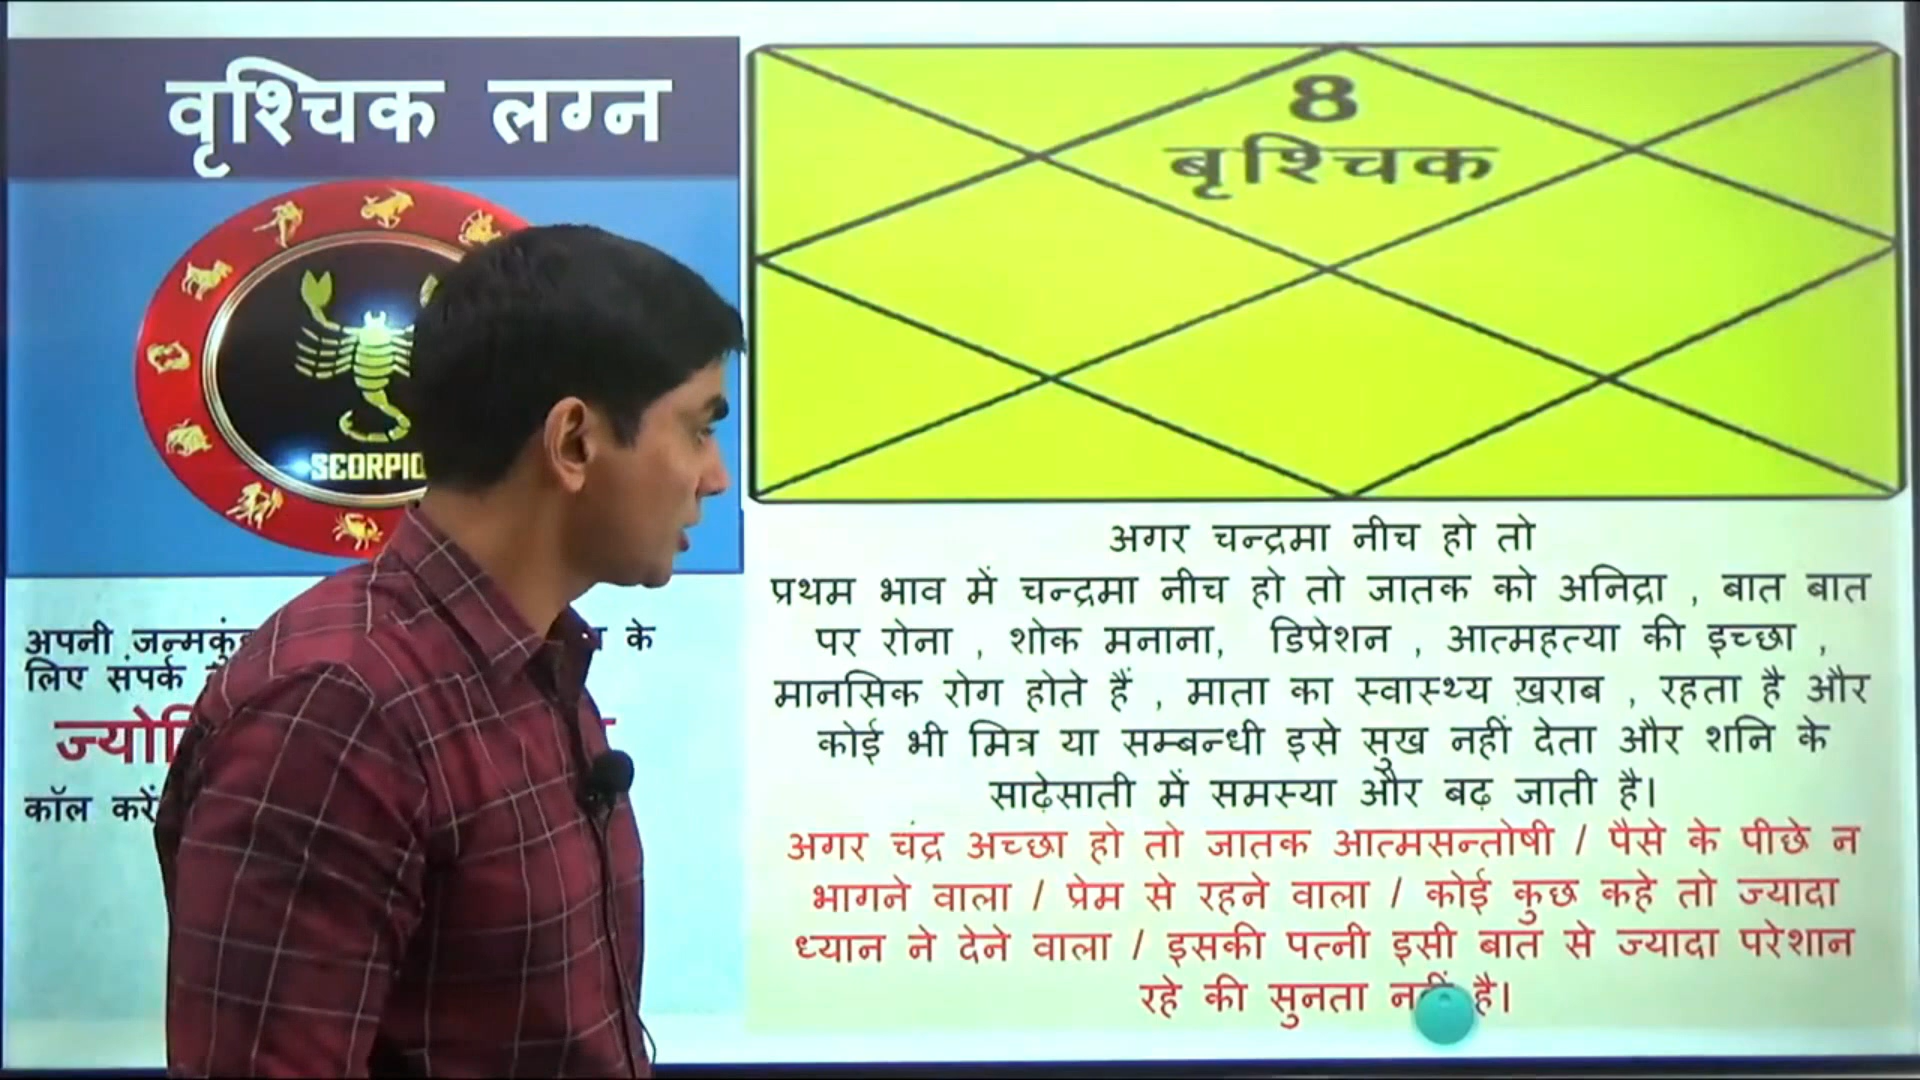 वृश्चिक लग्न
SCORPIO
अपनी के
लिए संपर्क
कॉल करें
8
बृश्चिक
अगर चन्द्रमा नीच हो तो
प्रथम भाव में चन्द्रमा नीच हो तो जातक को अनिद्रा , बात बात
पर रोना , शोक मनाना, डिप्रेशन , आत्महत्या की इच्छा ,
मानसिक रोग होते हैं , माता का स्वास्थ्य ख़राब , रहता है और
कोई भी मित्र या सम्बन्धी इसे सुख नहीं देता और शनि के
साढ़ेसाती में समस्या और बढ़ जाती है।
अगर चंद्र अच्छा हो तो जातक आत्मसन्तोषी / पैसे के पीछे न
भागने वाला / प्रेम से रहने वाला / कोई कुछ कहे तो ज्यादा
ध्यान ने देने वाला / इसकी पत्नी इसी बात से ज्यादा परेशान
रहे की सुनता नहीं है।